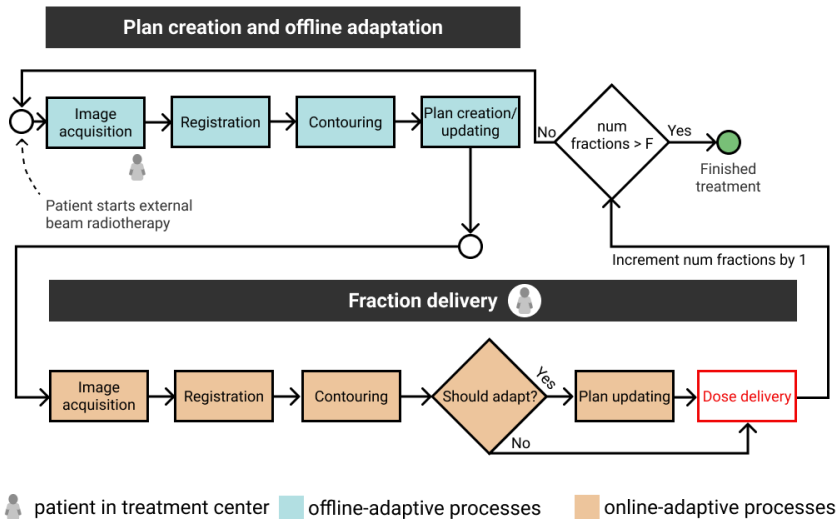 Plan creation and offline adaptation
Image
acquisition
Registration
Contouring
Plan creation/
updating
No
num
fractions > F
Yes
Finished
treatment
Patient starts external
beam radiotherapy
Increment num fractions by 1
Fraction delivery
Image
acquisition
Registration
Contouring
Should adapt?
Yes
No
Plan updating
Dose delivery
patient in treatment center
offline-adaptive processes
online-adaptive processes